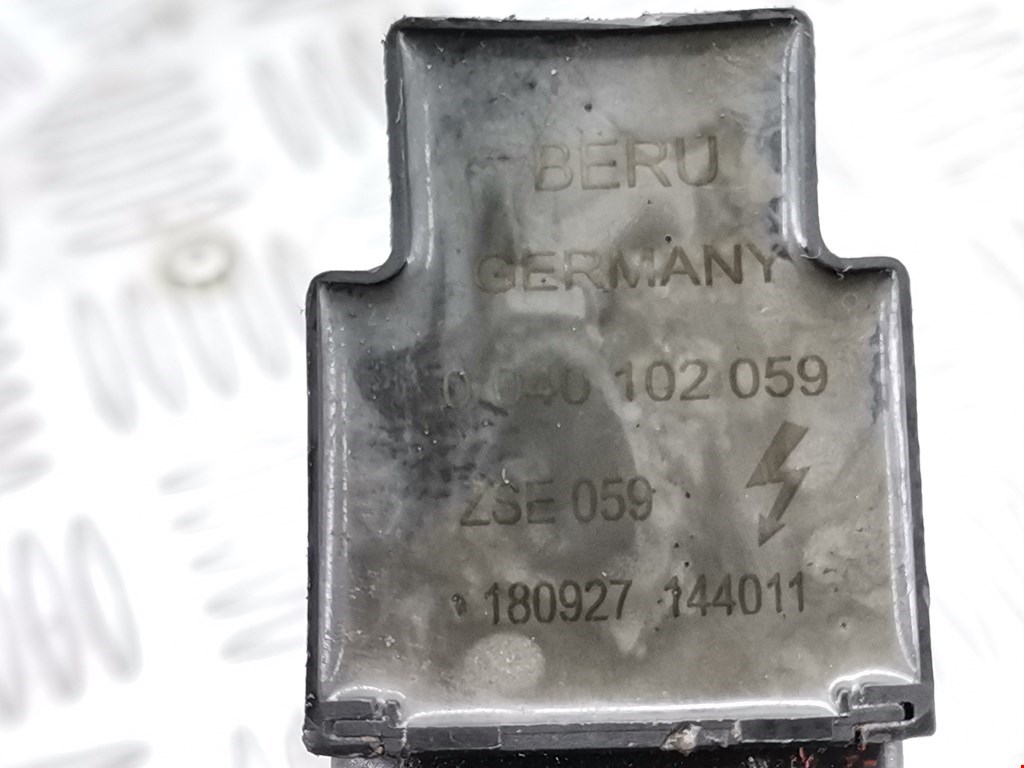 BERU
GERMANY
0 040 102 059
ZSE 059
180927 144011